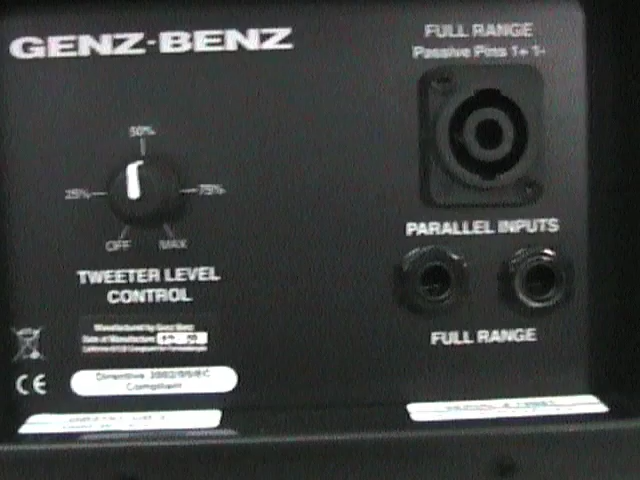 GENZ-BENZ
FULL RANGE
Passive Pins 1+ 1-
50%
25%
75%
OFF
MAX
TWEETER LEVEL
CONTROL
PARALLEL INPUTS
FULL RANGE
Manufactured by Genz Benz
Date of Manufacture
CE
Directive 2002/95/EC
Compliant